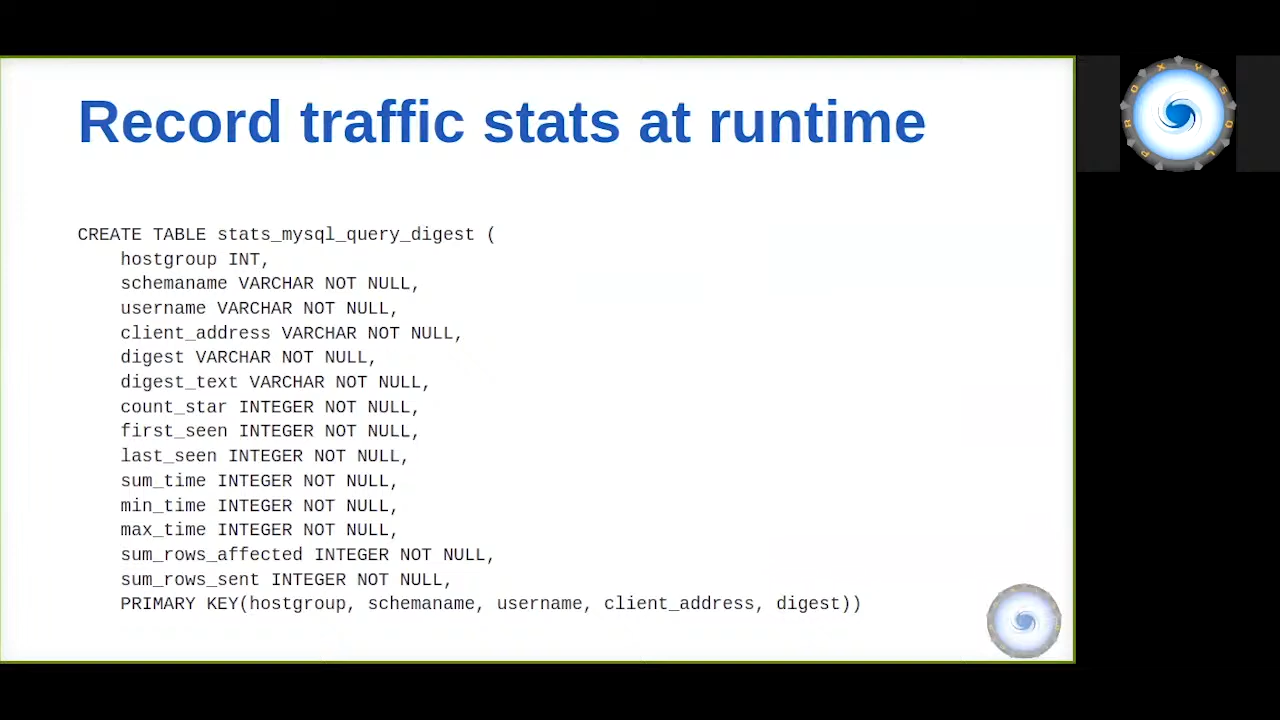 Record traffic stats at runtime
CREATE TABLE stats_mysql_query_digest (
hostgroup INT,
schemaname VARCHAR NOT NULL,
username VARCHAR NOT NULL,
client_address VARCHAR NOT NULL,
digest VARCHAR NOT NULL,
digest_text VARCHAR NOT NULL,
count_star INTEGER NOT NULL,
first_seen INTEGER NOT NULL,
last_seen INTEGER NOT NULL,
sum_time INTEGER NOT NULL,
min_time INTEGER NOT NULL,
max_time INTEGER NOT NULL,
sum_rows_affected INTEGER NOT NULL,
sum_rows_sent INTEGER NOT NULL,
PRIMARY KEY(hostgroup, schemaname, username, client_address, digest))
PROXYSQL